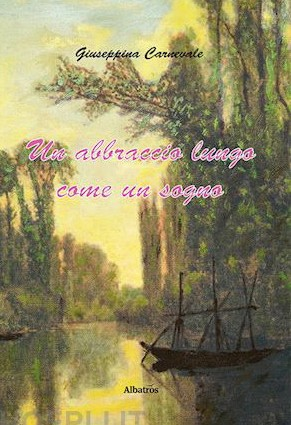 Giuseppina Carnevale
Un abbraccio lungo
come un sogno
Albatros